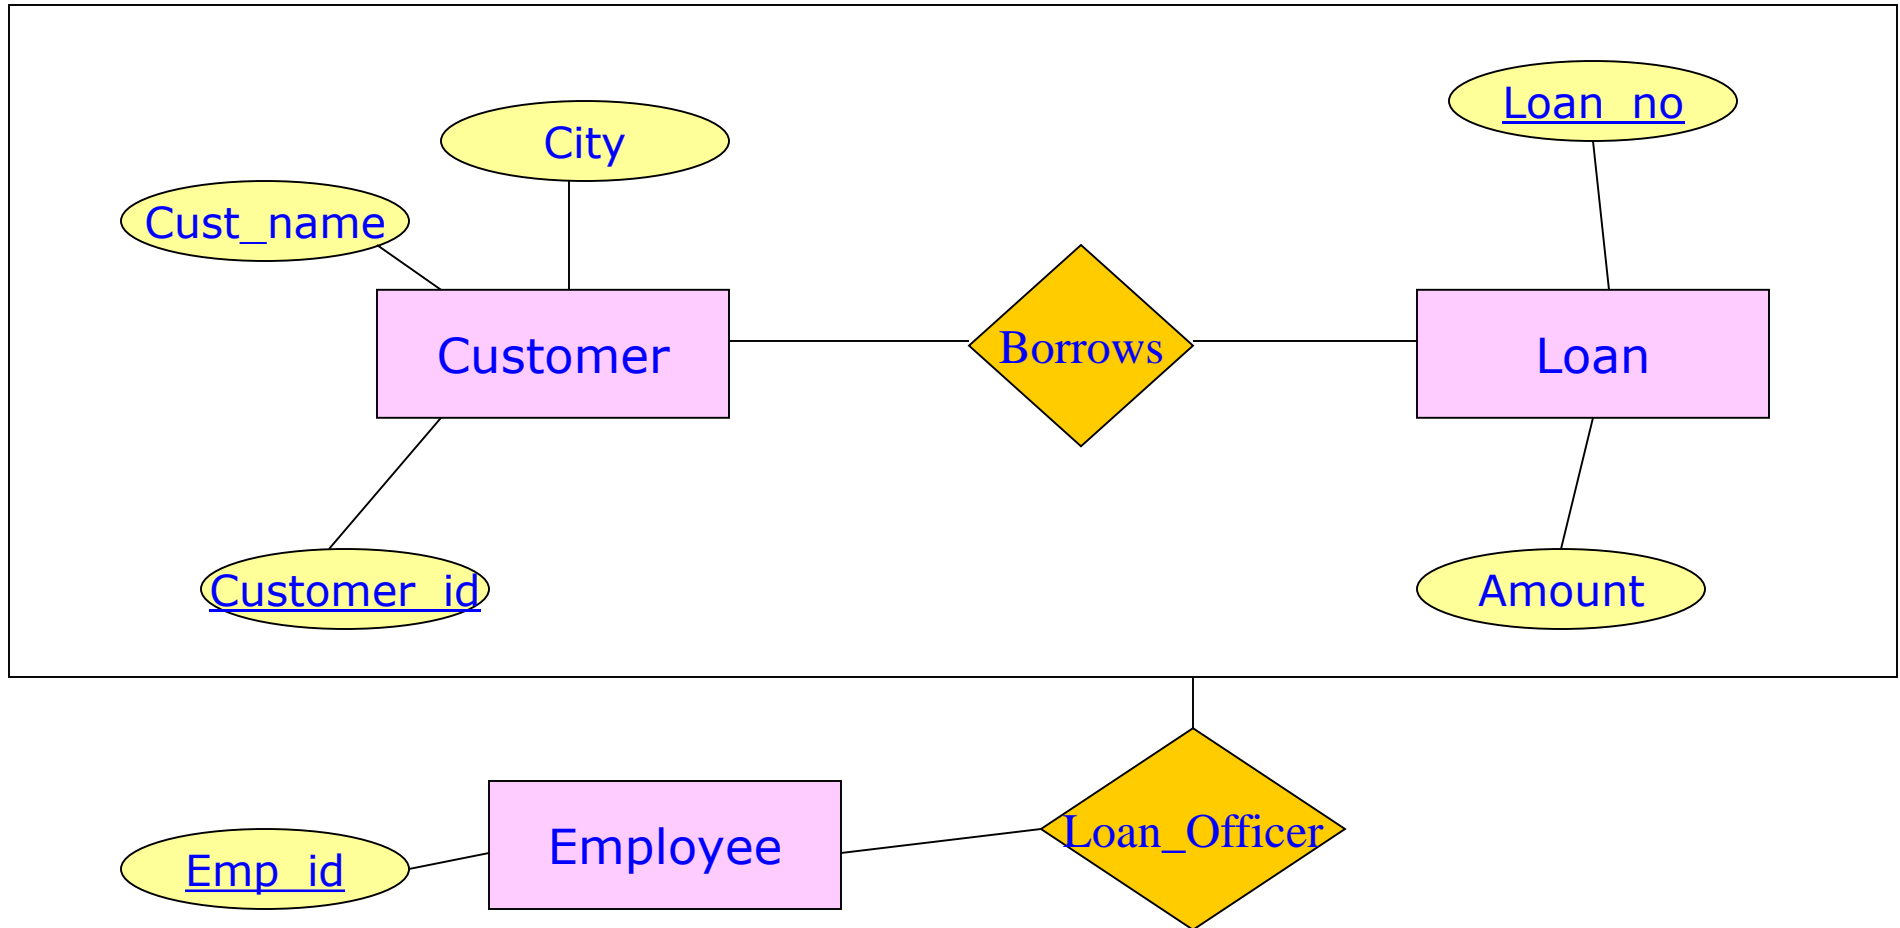 Loan_no
City
Cust_name
Customer
Borrows
Loan
Customer_id
Amount
Employee
Loan_Officer
Emp_id